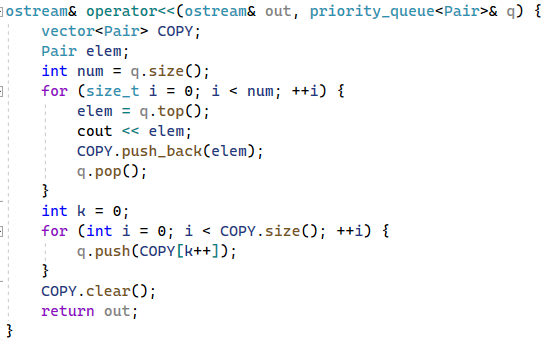 ostream& operator<<(ostream& out, priority_queue<Pair>& q) {
    vector<Pair> COPY;
    Pair elem;
    int num = q.size();
    for (size_t i = 0; i < num; ++i) {
        elem = q.top();
        cout << elem;
        COPY.push_back(elem);
        q.pop();
    }
    int k = 0;
    for (int i = 0; i < COPY.size(); ++i) {
        q.push(COPY[k++]);
    }
    COPY.clear();
    return out;
}